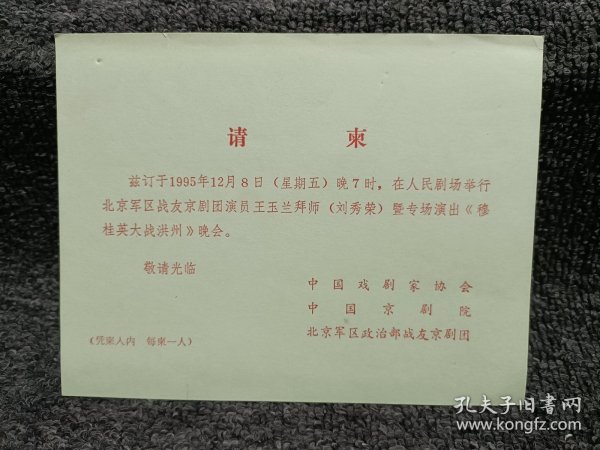 请 柬
兹订于1995年12月8日（星期五）晚7时，在人民剧场举行
北京军区战友京剧团演员王玉兰拜师（刘秀荣）暨专场演出《穆
桂英大战洪州》晚会。
敬请光临
中国戏剧家协会
中国京剧院
北京军区政治部战友京剧团
（凭柬入内 每柬一人）
孔夫子旧书网
www.kongfz.com